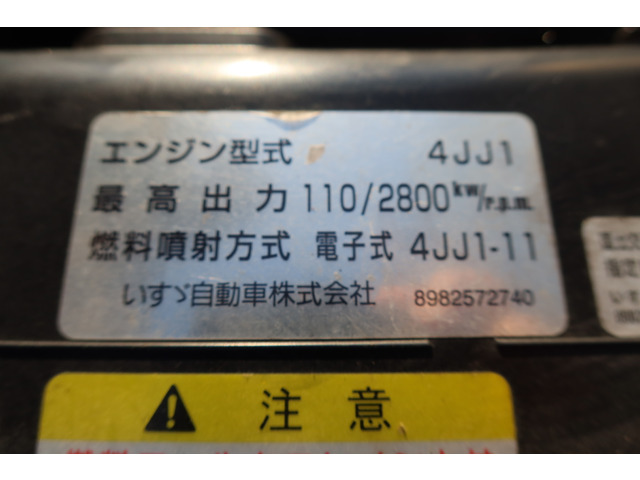 エンジン型式 4JJ1
最高出力 110/2800 kw/r.p.m.
燃料噴射方式 電子式 4JJ1-11
いすゞ自動車株式会社 8982572740
注意